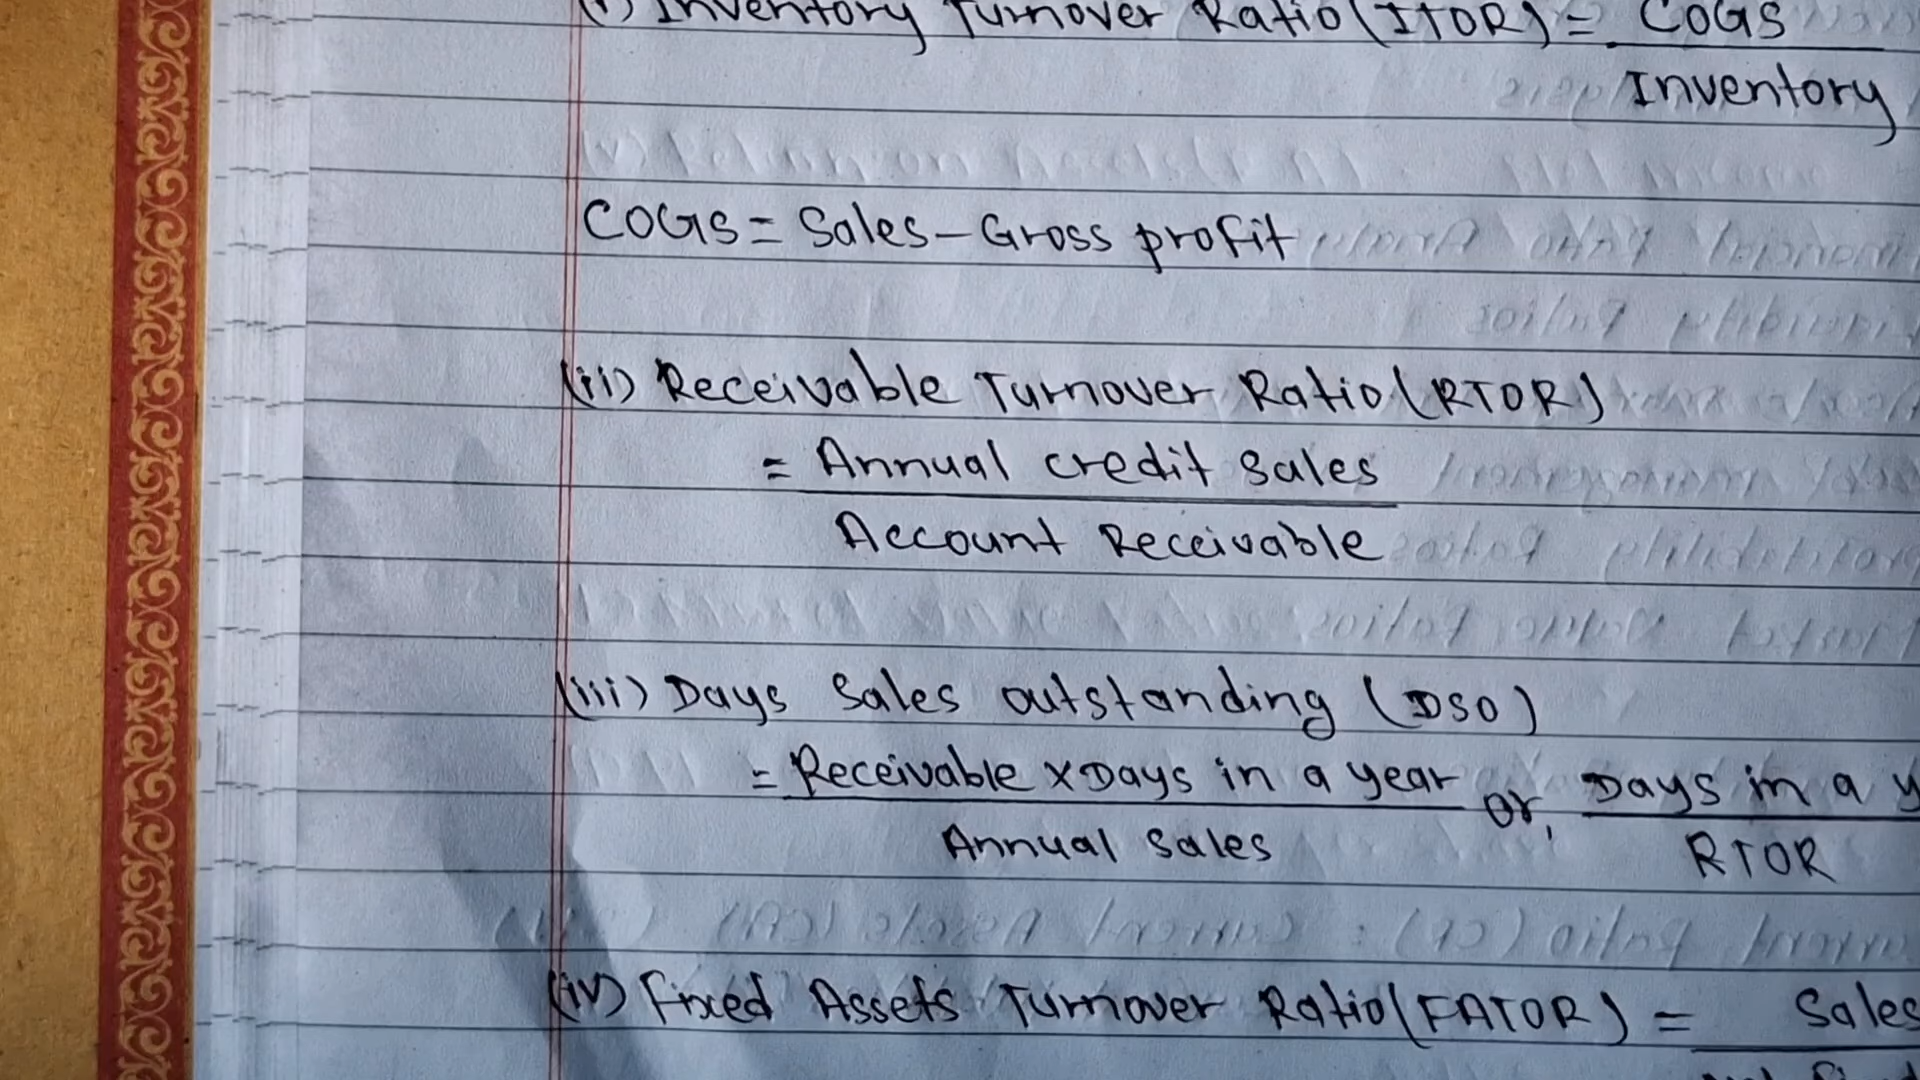 (i) Inventory Turnover Ratio (ITOR) = COGS
Inventory
COGS = Sales - Gross profit
(ii) Receivable Turnover Ratio (RTOR)
= Annual credit sales
Account Receivable
(iii) Days Sales outstanding (DSO)
= Receivable x Days in a year or, Days in a y
Annual Sales RTOR
(iv) Fixed Assets Turnover Ratio (FATOR) = Sales